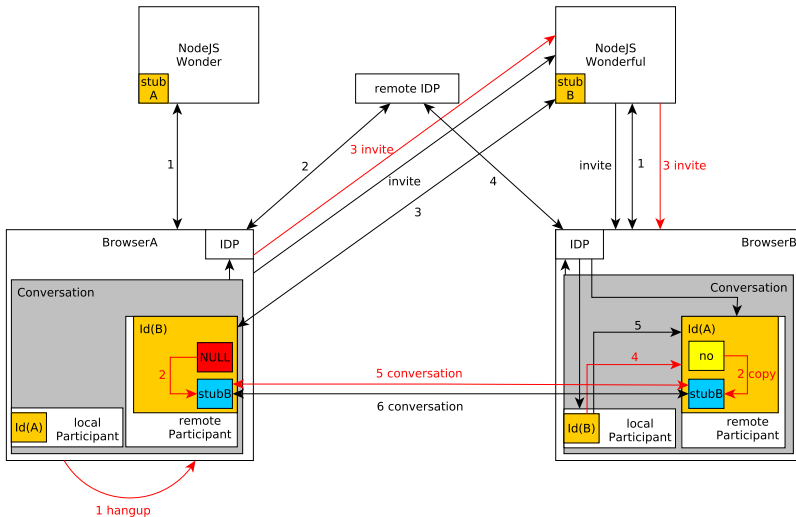 NodeJS
Wonder
stub
A
remote IDP
NodeJS
Wonderful
stub
B
3 invite
1
2
invite
4
3
invite
1
3 invite
BrowserA
IDP
IDP
BrowserB
Conversation
Conversation
Id(B)
NULL
2
stubB
5 conversation
6 conversation
5
4
Id(A)
no
2 copy
stubB
Id(A)
local
Participant
remote
Participant
Id(B)
local
Participant
remote
Participant
1 hangup